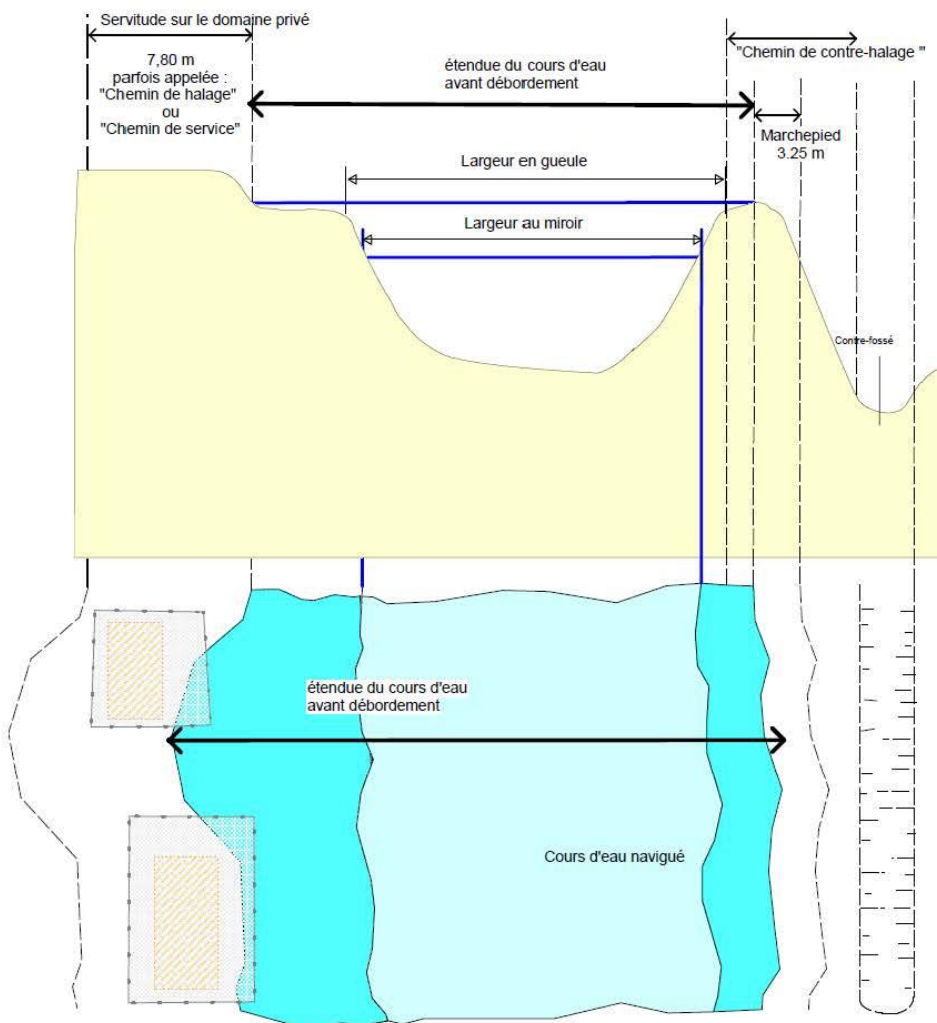 Servitude sur le domaine privé
7,80 m
parfois appelée :
"Chemin de halage"
ou
"Chemin de service"
étendue du cours d'eau
avant débordement
"Chemin de contre-halage "
Marchepied
3.25 m
Largeur en gueule
Largeur au miroir
Contre-fossé
étendue du cours d'eau
avant débordement
Cours d'eau navigué